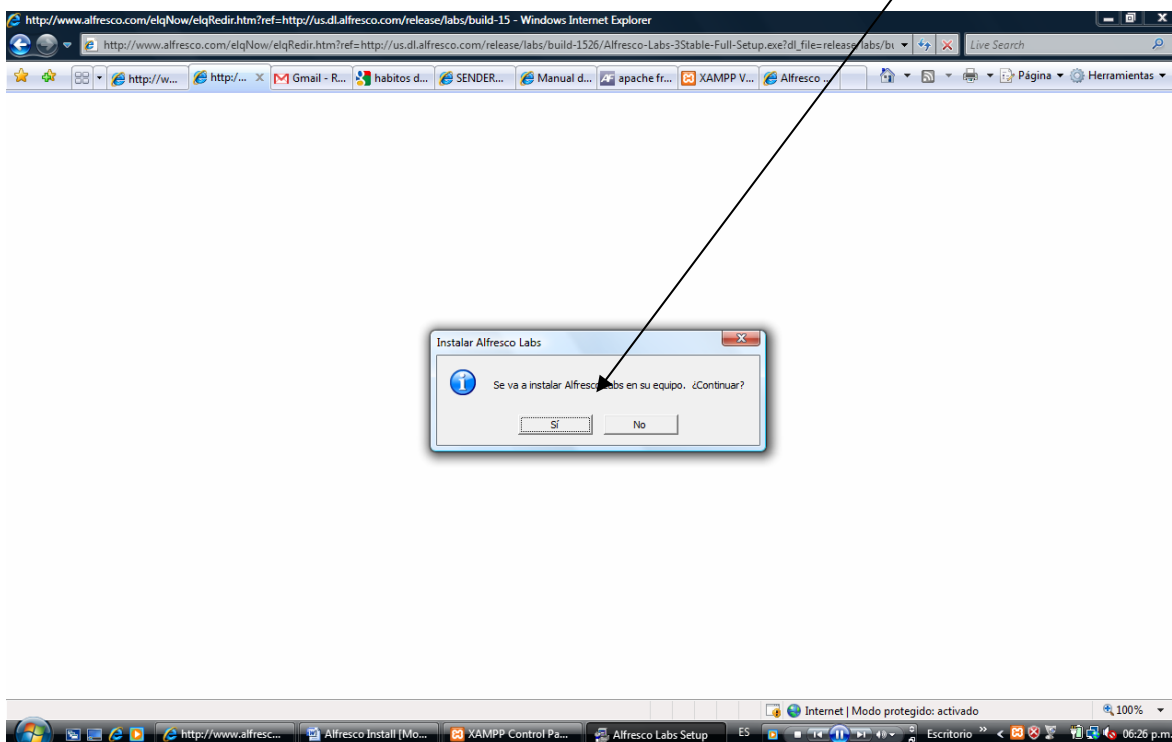 http://www.alfresco.com/elqNow/elqRedir.htm?ref=http://us.dl.alfresco.com/release/labs/build-15 - Windows Internet Explorer
http://www.alfresco.com/elqNow/elqRedir.htm?ref=http://us.dl.alfresco.com/release/labs/build-1526/Alfresco-Labs-3Stable-Full-Setup.exe?dl_file=release/labs/bu
Live Search
http://w...
http:/...
Gmail - R...
habitos d...
SENDER...
Manual d...
apache fr...
XAMPP V...
Alfresco ...
Página
Herramientas
Instalar Alfresco Labs
Se va a instalar Alfresco Labs en su equipo. ¿Continuar?
Sí
No
Internet | Modo protegido: activado
100%
http://www.alfresc...
Alfresco Install [Mo...
XAMPP Control Pa...
Alfresco Labs Setup
ES
Escritorio
06:26 p.m.